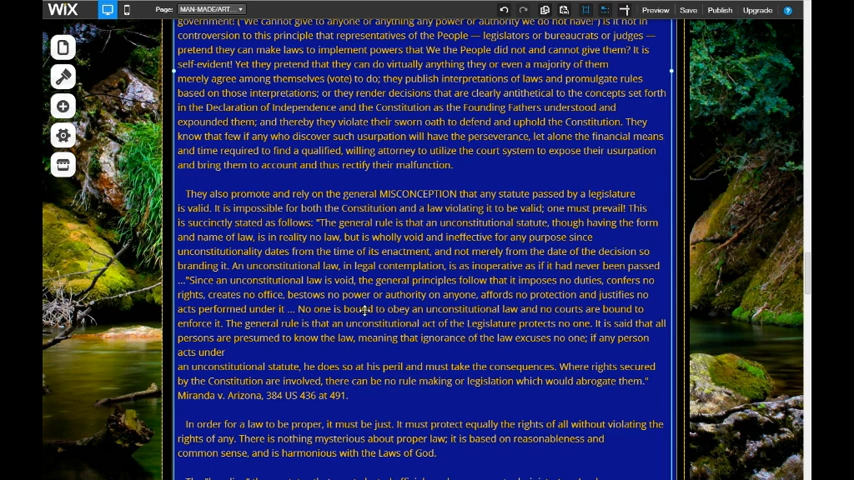 WiX
Page: MAN-MADE/ART...
Preview Save Publish Upgrade ?
government! ("We cannot give to anyone or anything any power or authority we do not have!") Is it not in
controversion to this principle that representatives of the People — legislators or bureaucrats or judges —
pretend they can make laws to implement powers that We the People did not and cannot give them? It is
self-evident! Yet they pretend that they can do virtually anything they or even a majority of them
merely agree among themselves (vote) to do; they publish interpretations of laws and promulgate rules
based on those interpretations; or they render decisions that are clearly antithetical to the concepts set forth
in the Declaration of Independence and the Constitution as the Founding Fathers understood and
expounded them; and thereby they violate their sworn oath to defend and uphold the Constitution. They
know that few if any who discover such usurpation will have the perseverance, let alone the financial means
and time required to find a qualified, willing attorney to utilize the court system to expose their usurpation
and bring them to account and thus rectify their malfunction.
They also promote and rely on the general MISCONCEPTION that any statute passed by a legislature
is valid. It is impossible for both the Constitution and a law violating it to be valid; one must prevail! This
is succinctly stated as follows: "The general rule is that an unconstitutional statute, though having the form
and name of law, is in reality no law, but is wholly void and ineffective for any purpose since
unconstitutionality dates from the time of its enactment, and not merely from the date of the decision so
branding it. An unconstitutional law, in legal contemplation, is as inoperative as if it had never been passed
..."Since an unconstitutional law is void, the general principles follow that it imposes no duties, confers no
rights, creates no office, bestows no power or authority on anyone, affords no protection and justifies no
acts performed under it ... No one is bound to obey an unconstitutional law and no courts are bound to
enforce it. The general rule is that an unconstitutional act of the Legislature protects no one. It is said that all
persons are presumed to know the law, meaning that ignorance of the law excuses no one; if any person
acts under
an unconstitutional statute, he does so at his peril and must take the consequences. Where rights secured
by the Constitution are involved, there can be no rule making or legislation which would abrogate them."
Miranda v. Arizona, 384 US 436 at 491.
In order for a law to be proper, it must be just. It must protect equally the rights of all without violating the
rights of any. There is nothing mysterious about proper law; it is based on reasonableness and
common sense, and is harmonious with the Laws of God.